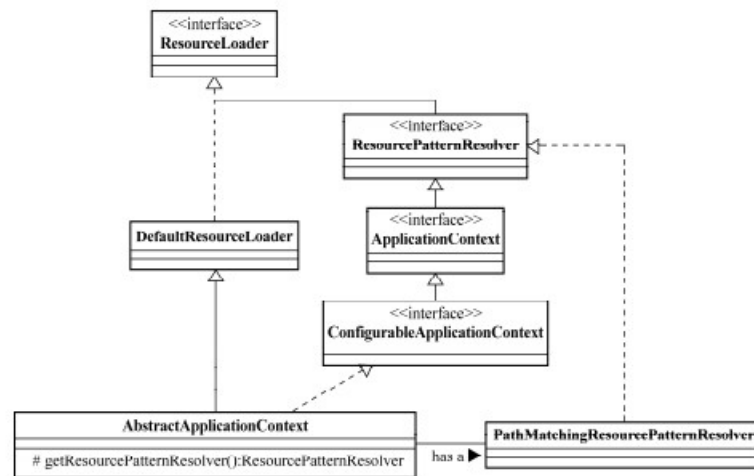 <<interface>>
ResourceLoader
<<interface>>
ResourcePatternResolver
DefaultResourceLoader
<<interface>>
ApplicationContext
<<interface>>
ConfigurableApplicationContext
AbstractApplicationContext
# getResourcePatternResolver():ResourcePatternResolver
has a
PathMatchingResourcePatternResolver